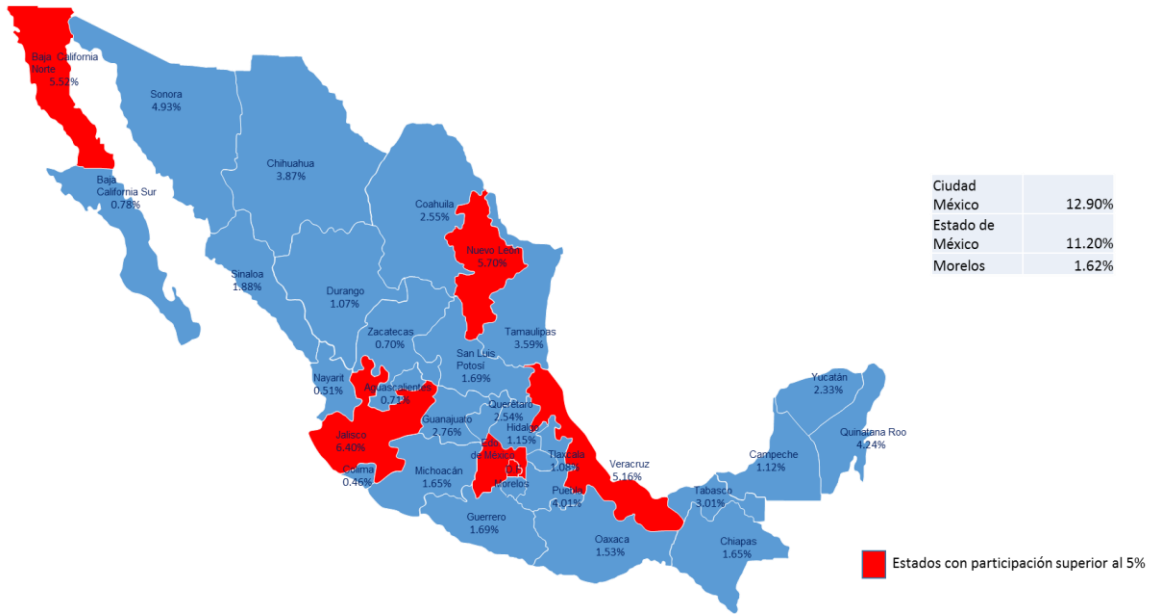 Baja California
Norte
5.52%
Sonora
4.93%
Chihuahua
3.87%
Baja
California Sur
0.78%
Coahuila
2.55%
Ciudad
México 12.90%
Estado de
México 11.20%
Morelos 1.62%
Nuevo León
5.70%
Sinaloa
1.88%
Durango
1.07%
Zacatecas
0.70%
Tamaulipas
3.59%
San Luis
Potosí
1.69%
Nayarit
0.51%
Aguascalientes
0.71%
Yucatán
2.33%
Querétaro
2.54%
Guanajuato
2.76%
Hidalgo
1.15%
Quinatana Roo
4.24%
Jalisco
6.40%
Edo
de México
Tlaxcala
1.08%
Veracruz
5.16%
Campeche
1.12%
Colima
0.46%
Michoacán
1.65%
Morelos
Puebla
4.01%
Tabasco
3.01%
Guerrero
1.69%
Oaxaca
1.53%
Chiapas
1.65%
Estados con participación superior al 5%